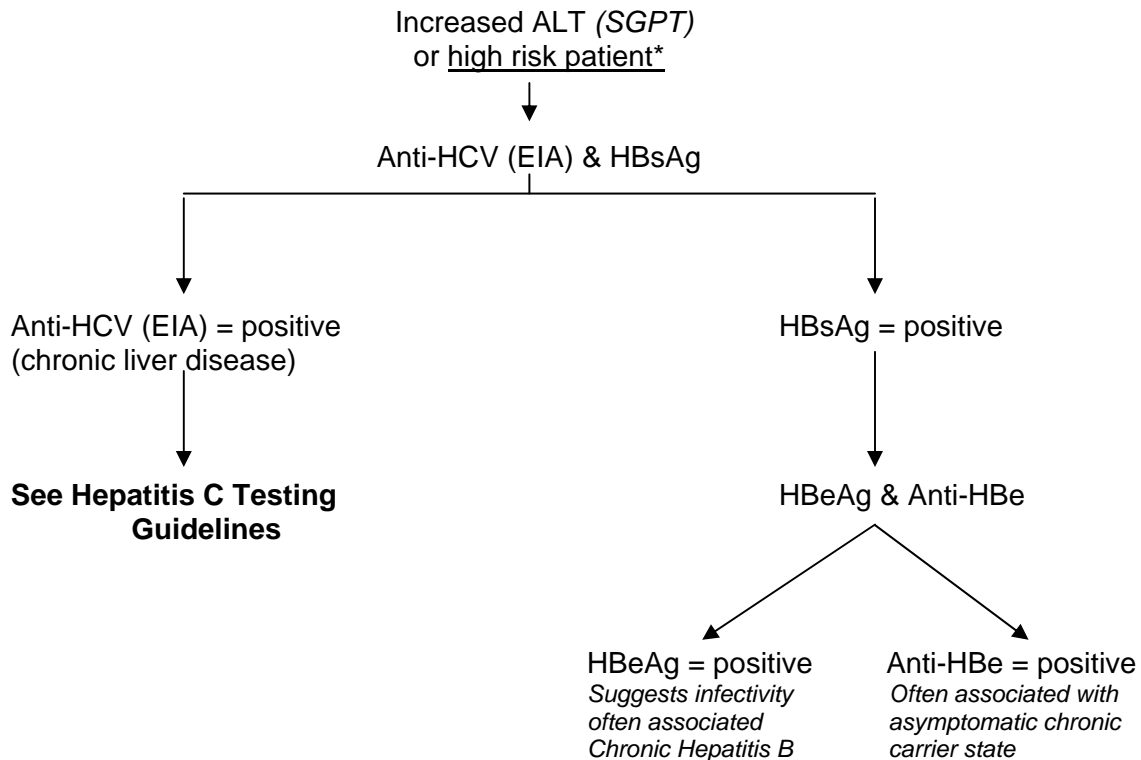 Increased ALT (SGPT)
or high risk patient*
Anti-HCV (EIA) & HBsAg
Anti-HCV (EIA) = positive
(chronic liver disease)
HBsAg = positive
See Hepatitis C Testing
Guidelines
HBeAg & Anti-HBe
HBeAg = positive
Suggests infectivity
often associated
Chronic Hepatitis B
Anti-HBe = positive
Often associated with
asymptomatic chronic
carrier state